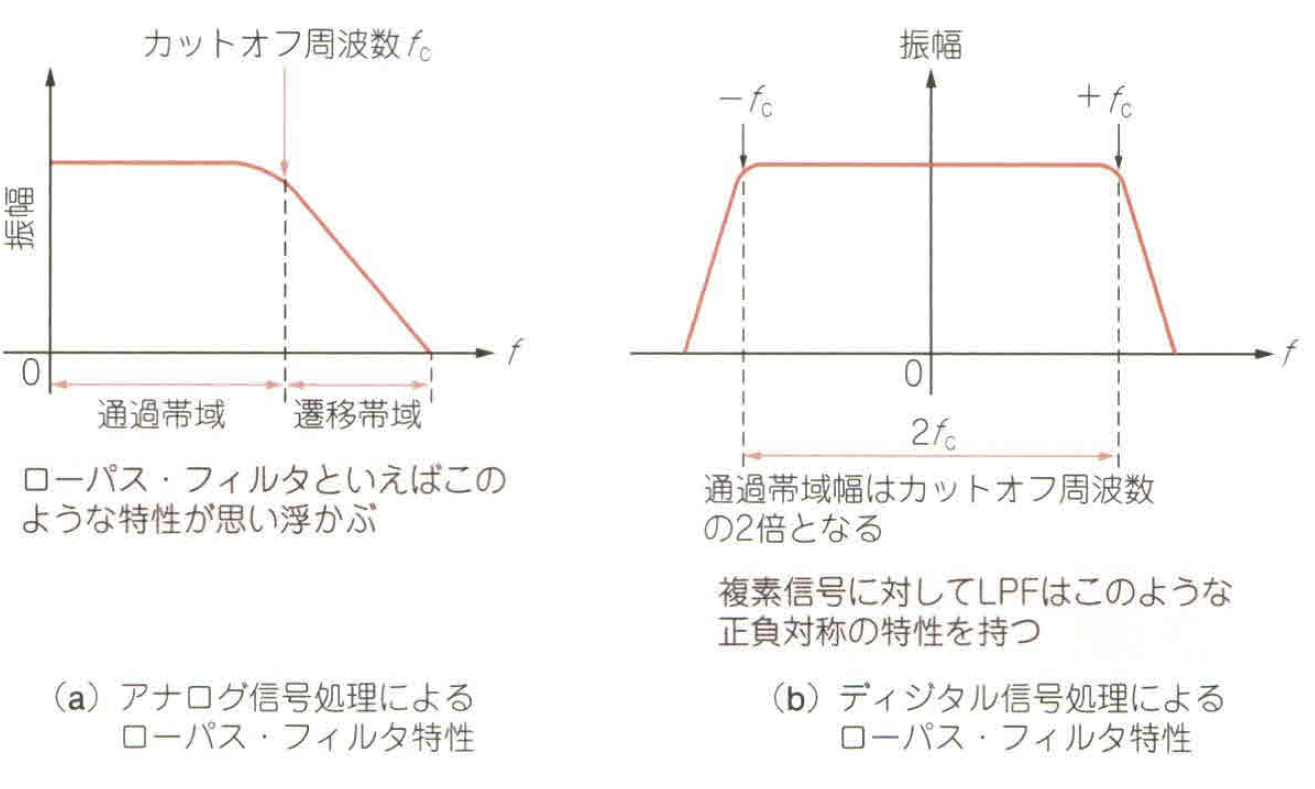 カットオフ周波数 fc
振幅
0
f
通過帯域
遷移帯域
ローパス・フィルタといえばこの
ような特性が思い浮かぶ
(a) アナログ信号処理による
ローパス・フィルタ特性
振幅
−fc
+fc
0
f
2fc
通過帯域幅はカットオフ周波数
の2倍となる
複素信号に対してLPFはこのような
正負対称の特性を持つ
(b) ディジタル信号処理による
ローパス・フィルタ特性